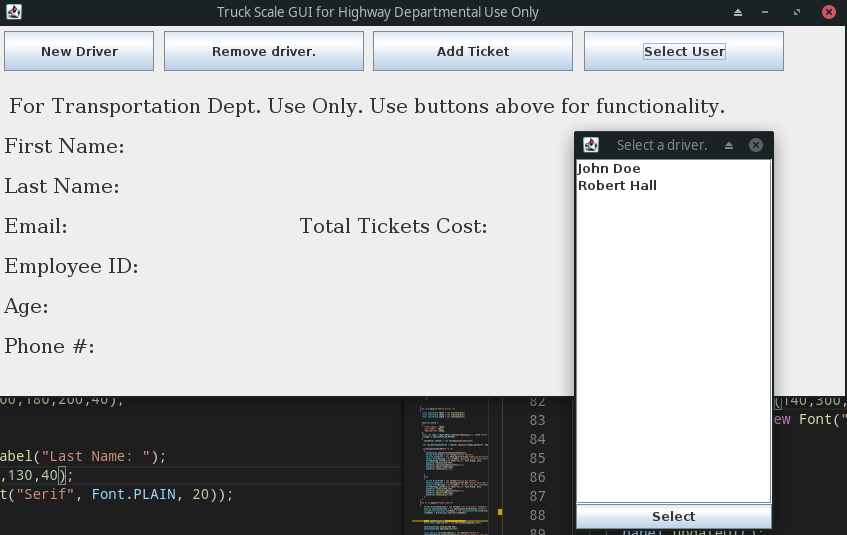 Truck Scale GUI for Highway Departmental Use Only
New Driver
Remove driver.
Add Ticket
Select User
For Transportation Dept. Use Only. Use buttons above for functionality.
First Name:
Last Name:
Email:
Total Tickets Cost:
Employee ID:
Age:
Phone #:
Select a driver.
John Doe
Robert Hall
Select
00,180,200,40);
abel("Last Name: ");
,130,40);
t("Serif", Font.PLAIN, 20));
82
83
84
85
86
87
88
89
(140,300,
ew Font("
panel.updateUI();